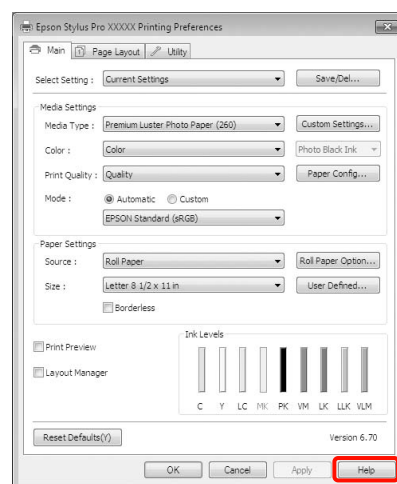 Epson Stylus Pro XXXXX Printing Preferences
Main Page Layout Utility
Select Setting : Current Settings Save/Del...
Media Settings
Media Type : Premium Luster Photo Paper (260) Custom Settings...
Color : Color Photo Black Ink
Print Quality : Quality Paper Config...
Mode : Automatic Custom
EPSON Standard (sRGB)
Paper Settings
Source : Roll Paper Roll Paper Option...
Size : Letter 8 1/2 x 11 in User Defined...
Borderless
Ink Levels
Print Preview
Layout Manager
C Y LC MK PK VM LK LLK VLM
Reset Defaults(Y) Version 6.70
OK Cancel Apply Help